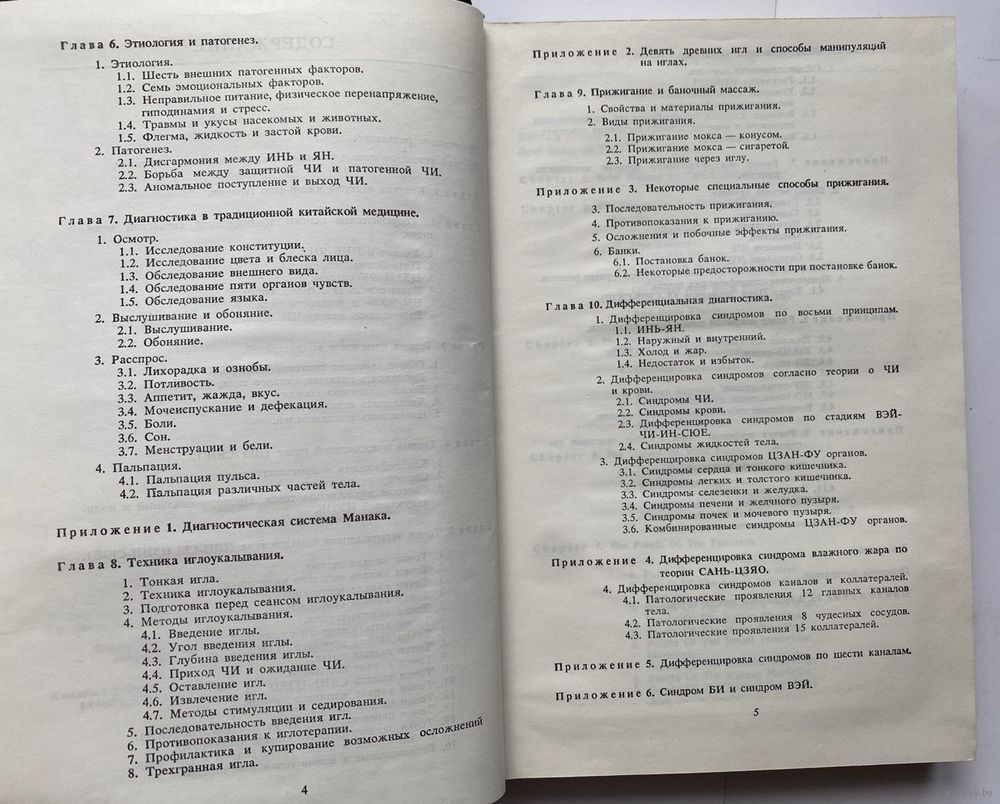 Глава 6. Этиология и патогенез.
1. Этиология.
1.1. Шесть внешних патогенных факторов.
1.2. Семь эмоциональных факторов.
1.3. Неправильное питание, физическое перенапряжение,
гиподинамия и стресс.
1.4. Травмы и укусы насекомых и животных.
1.5. Флегма, жидкость и застой крови.
2. Патогенез.
2.1. Дисгармония между ИНЬ и ЯН.
2.2. Борьба между защитной ЧИ и патогенной ЧИ.
2.3. Аномальное поступление и выход ЧИ.
Глава 7. Диагностика в традиционной китайской медицине.
1. Осмотр.
1.1. Исследование конституции.
1.2. Исследование цвета и блеска лица.
1.3. Обследование внешнего вида.
1.4. Обследование пяти органов чувств.
1.5. Обследование языка.
2. Выслушивание и обоняние.
2.1. Выслушивание.
2.2. Обоняние.
3. Расспрос.
3.1. Лихорадка и ознобы.
3.2. Потливость.
3.3. Аппетит, жажда, вкус.
3.4. Мочеиспускание и дефекация.
3.5. Боли.
3.6. Сон.
3.7. Менструации и бели.
4. Пальпация.
4.1. Пальпация пульса.
4.2. Пальпация различных частей тела.
Приложение 1. Диагностическая система Манака.
Глава 8. Техника иглоукалывания.
1. Тонкая игла.
2. Техника иглоукалывания.
3. Подготовка перед сеансом иглоукалывания.
4. Методы иглоукалывания.
4.1. Введение иглы.
4.2. Угол введения иглы.
4.3. Глубина введения иглы.
4.4. Приход ЧИ и ожидание ЧИ.
4.5. Оставление игл.
4.6. Извлечение игл.
4.7. Методы стимуляции и седирования.
5. Последовательность введения игл.
6. Противопоказания к иглотерапии.
7. Профилактика и купирование возможных осложнений
8. Трехгранная игла.
4
Приложение 2. Девять древних игл и способы манипуляций
на иглах.
Глава 9. Прижигание и баночный массаж.
1. Свойства и материалы прижигания.
2. Виды прижигания.
2.1. Прижигание мокса — конусом.
2.2. Прижигание мокса — сигаретой.
2.3. Прижигание через иглу.
Приложение 3. Некоторые специальные способы прижигания.
3. Последовательность прижигания.
4. Противопоказания к прижиганию.
5. Осложнения и побочные эффекты прижигания.
6. Банки.
6.1. Постановка банок.
6.2. Некоторые предосторожности при постановке банок.
Глава 10. Дифференциальная диагностика.
1. Дифференцировка синдромов по восьми принципам.
1.1. ИНЬ-ЯН.
1.2. Наружный и внутренний.
1.3. Холод и жар.
1.4. Недостаток и избыток.
2. Дифференцировка синдромов согласно теории о ЧИ
и крови.
2.1. Синдромы ЧИ.
2.2. Синдромы крови.
2.3. Дифференцировка синдромов по стадиям ВЭЙ-
ЧИ-ИН-СЮЕ.
2.4. Синдромы жидкостей тела.
3. Дифференцировка синдромов ЦЗАН-ФУ органов.
3.1. Синдромы сердца и тонкого кишечника.
3.2. Синдромы легких и толстого кишечника.
3.3. Синдромы селезенки и желудка.
3.4. Синдромы печени и желчного пузыря.
3.5. Синдромы почек и мочевого пузыря.
3.6. Комбинированные синдромы ЦЗАН-ФУ органов.
Приложение 4. Дифференцировка синдрома влажного жара по
теории САНЬ-ЦЗЯО.
4. Дифференцировка синдромов каналов и коллатералей.
4.1. Патологические проявления 12 главных каналов
тела.
4.2. Патологические проявления 8 чудесных сосудов.
4.3. Патологические проявления 15 коллатералей.
Приложение 5. Дифференцировка синдромов по шести каналам.
Приложение 6. Синдром БИ и синдром ВЭЙ.
5